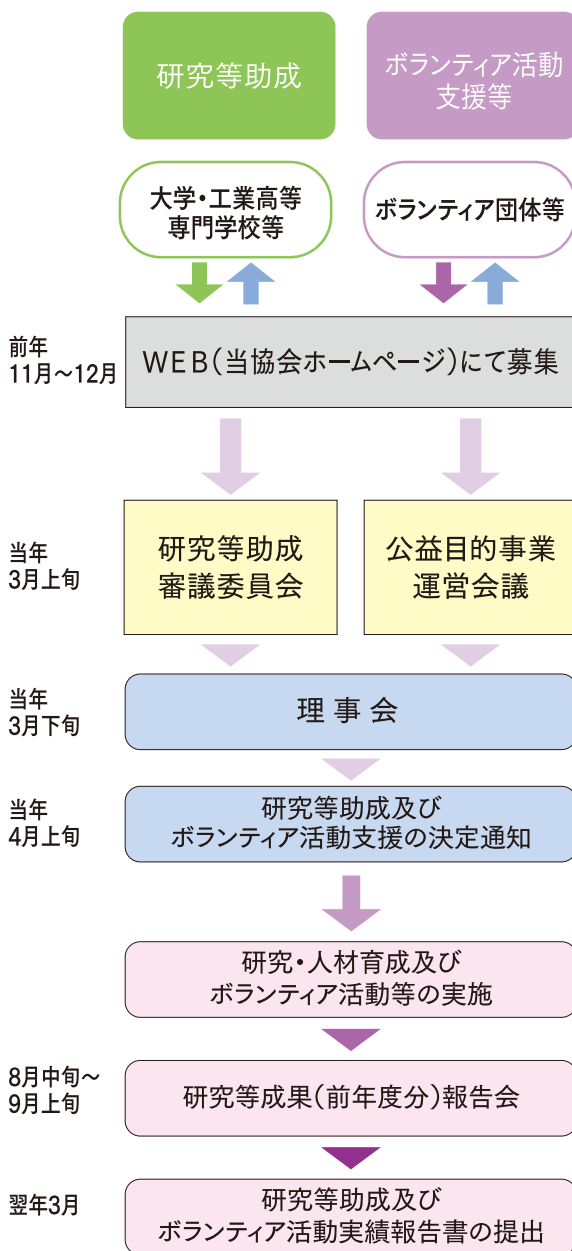 研究等助成
ボランティア活動
支援等
大学・工業高等
専門学校等
ボランティア団体等
前年
11月～12月
WEB（当協会ホームページ）にて募集
当年
3月上旬
研究等助成
審議委員会
公益目的事業
運営会議
当年
3月下旬
理事会
当年
4月上旬
研究等助成及び
ボランティア活動支援の決定通知
研究・人材育成及び
ボランティア活動等の実施
8月中旬～
9月上旬
研究等成果（前年度分）報告会
翌年3月
研究等助成及び
ボランティア活動実績報告書の提出